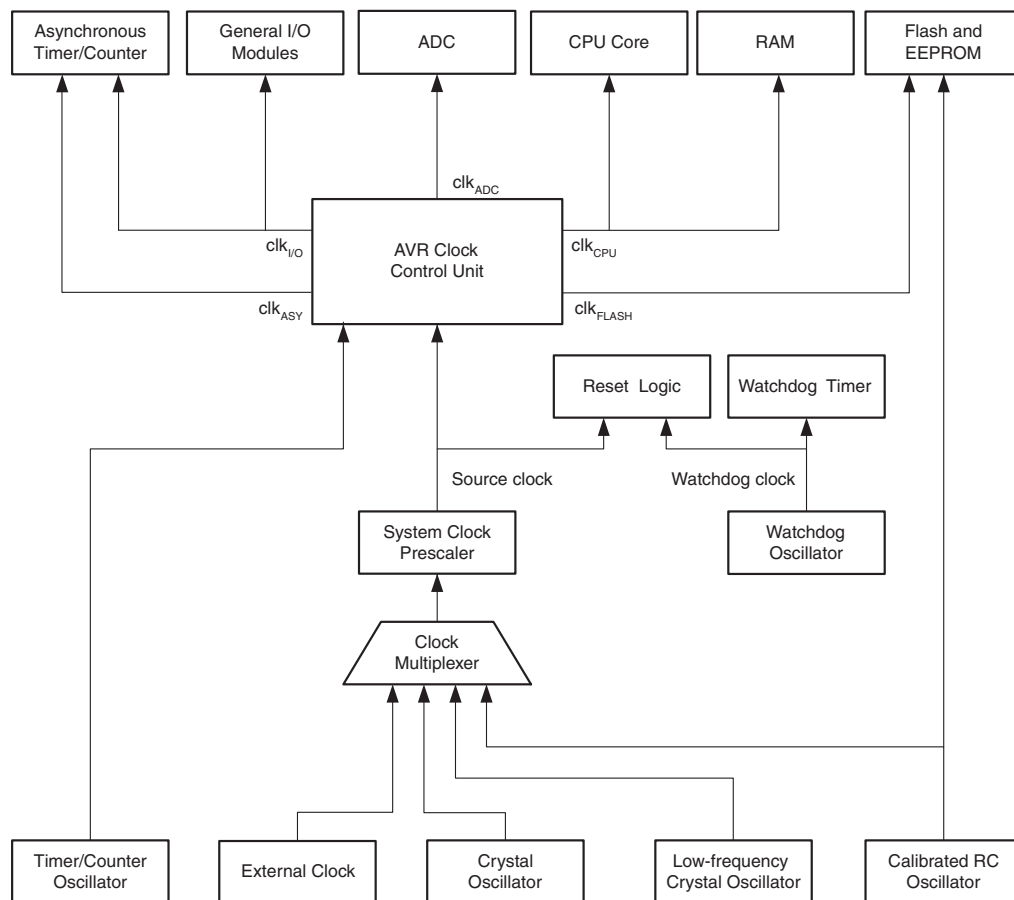 Asynchronous
Timer/Counter
General I/O
Modules
ADC
CPU Core
RAM
Flash and
EEPROM
clkADC
clkI/O
AVR Clock
Control Unit
clkCPU
clkASY
clkFLASH
Reset Logic
Watchdog Timer
Source clock
Watchdog clock
System Clock
Prescaler
Watchdog
Oscillator
Clock
Multiplexer
Timer/Counter
Oscillator
External Clock
Crystal
Oscillator
Low-frequency
Crystal Oscillator
Calibrated RC
Oscillator